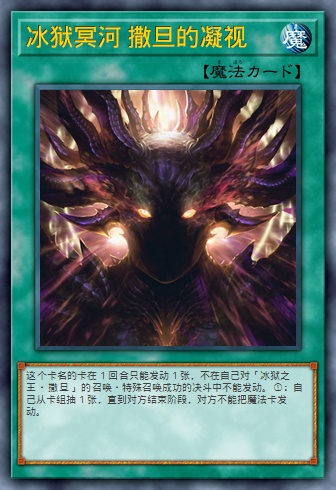 冰狱冥河 撒旦的凝视
魔
【魔法カード】
这个卡名的卡在1回合只能发动1张，不在自己对「冰狱之
王·撒旦」的召唤·特殊召唤成功的决斗中不能发动。①：自
己从卡组抽1张，直到对方结束阶段，对方不能把魔法卡发
动。